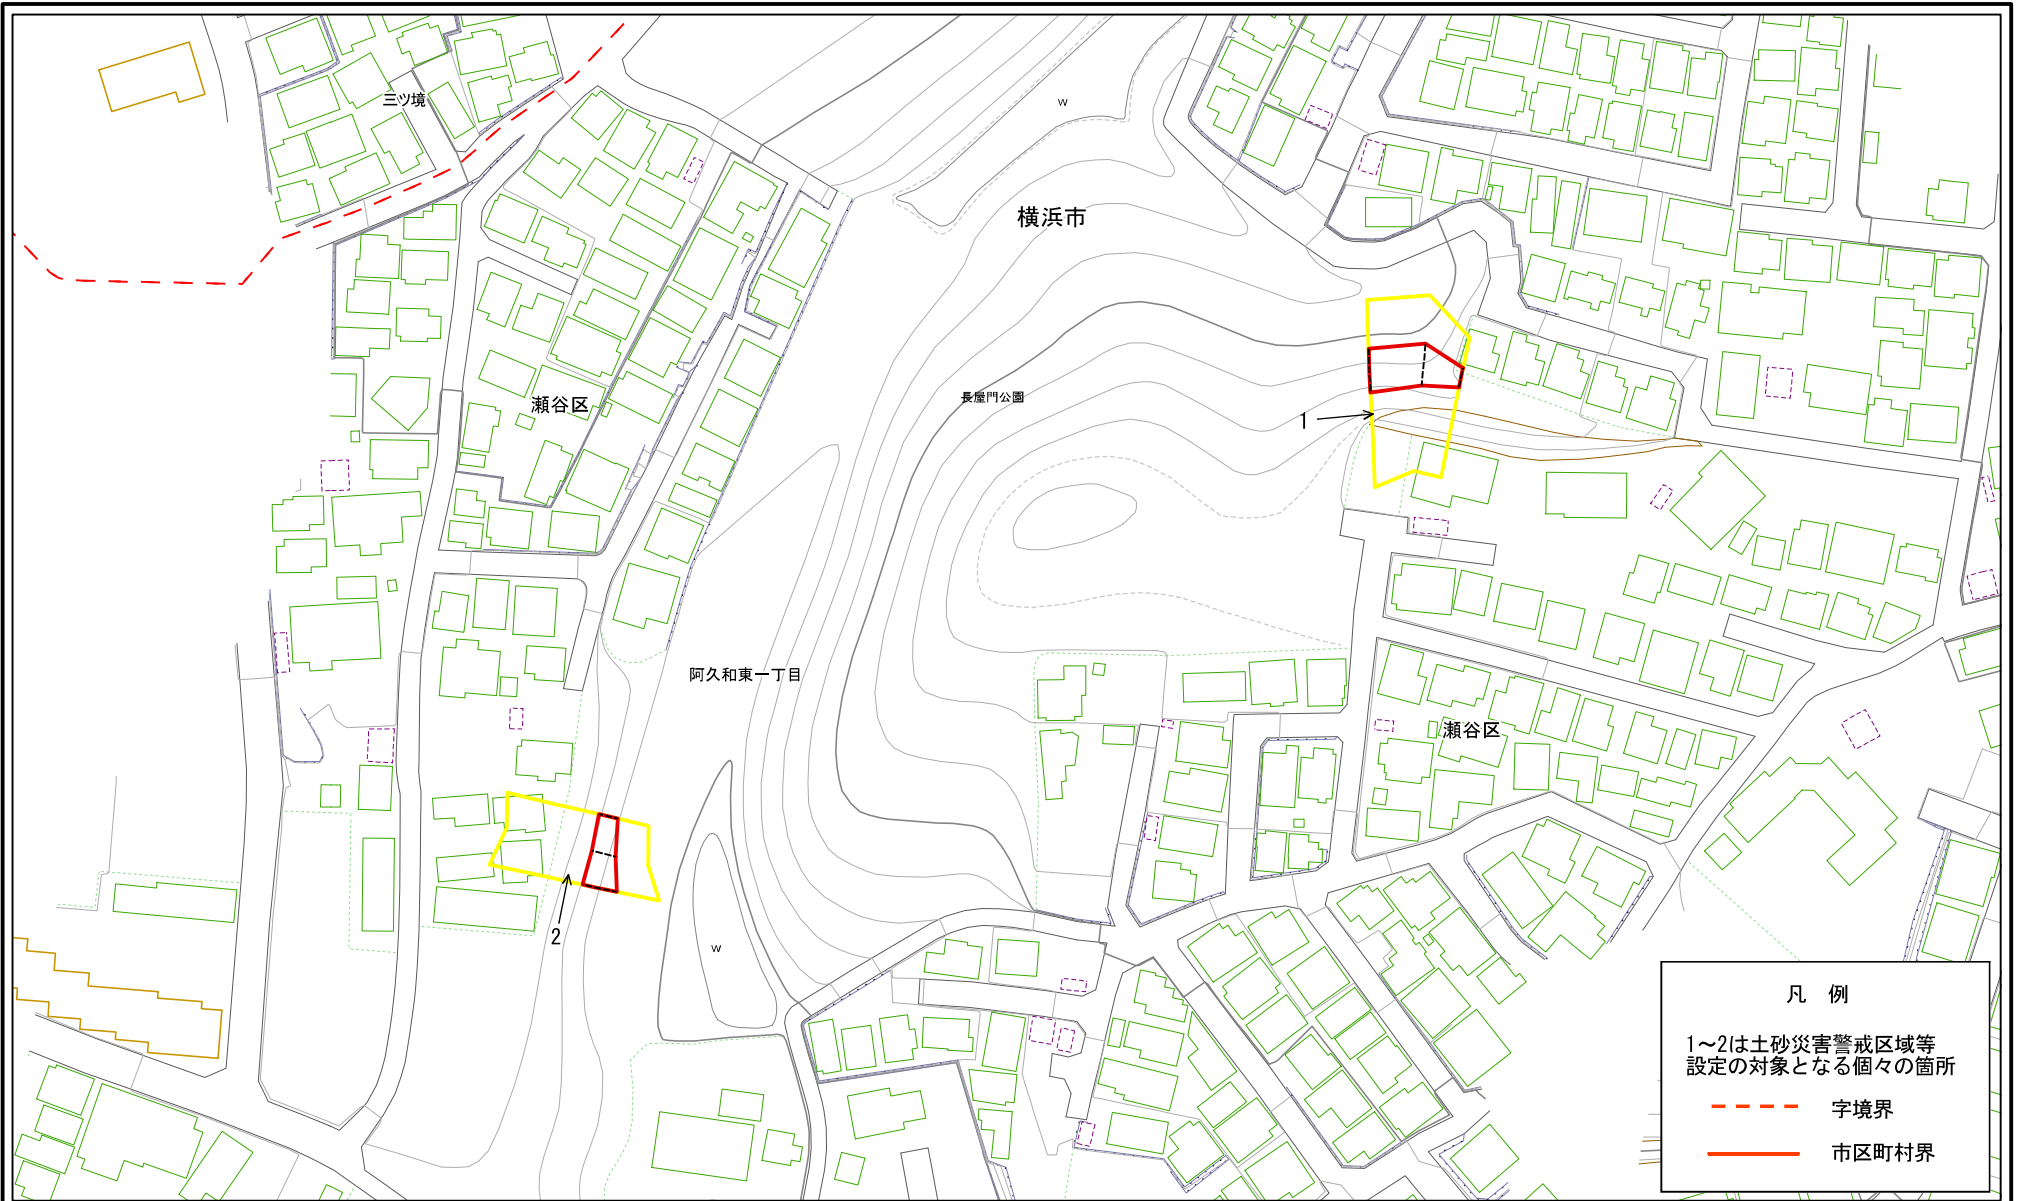 三ツ境
w
横浜市
長屋門公園
瀬谷区
1
阿久和東一丁目
瀬谷区
2
w
凡 例
1～2は土砂災害警戒区域等
設定の対象となる個々の箇所
字境界
市区町村界